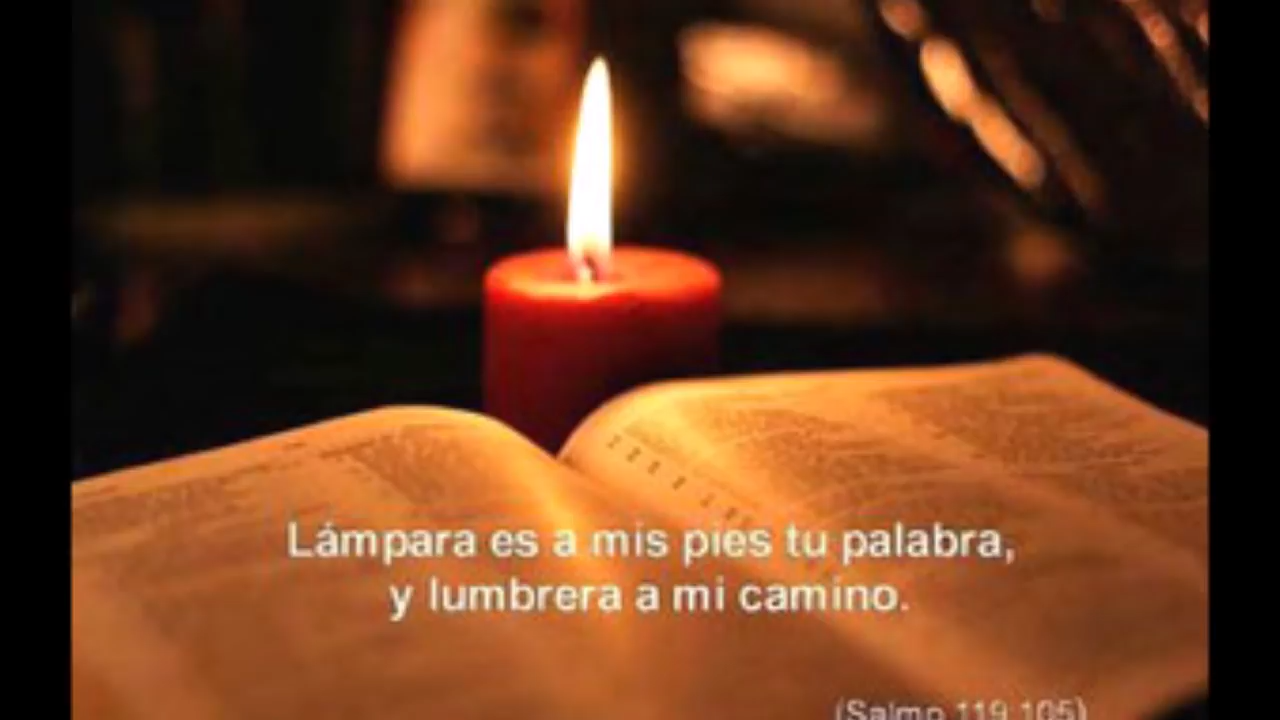 Lámpara es a mis pies tu palabra,
y lumbrera a mi camino.
(Salmo 119,105)